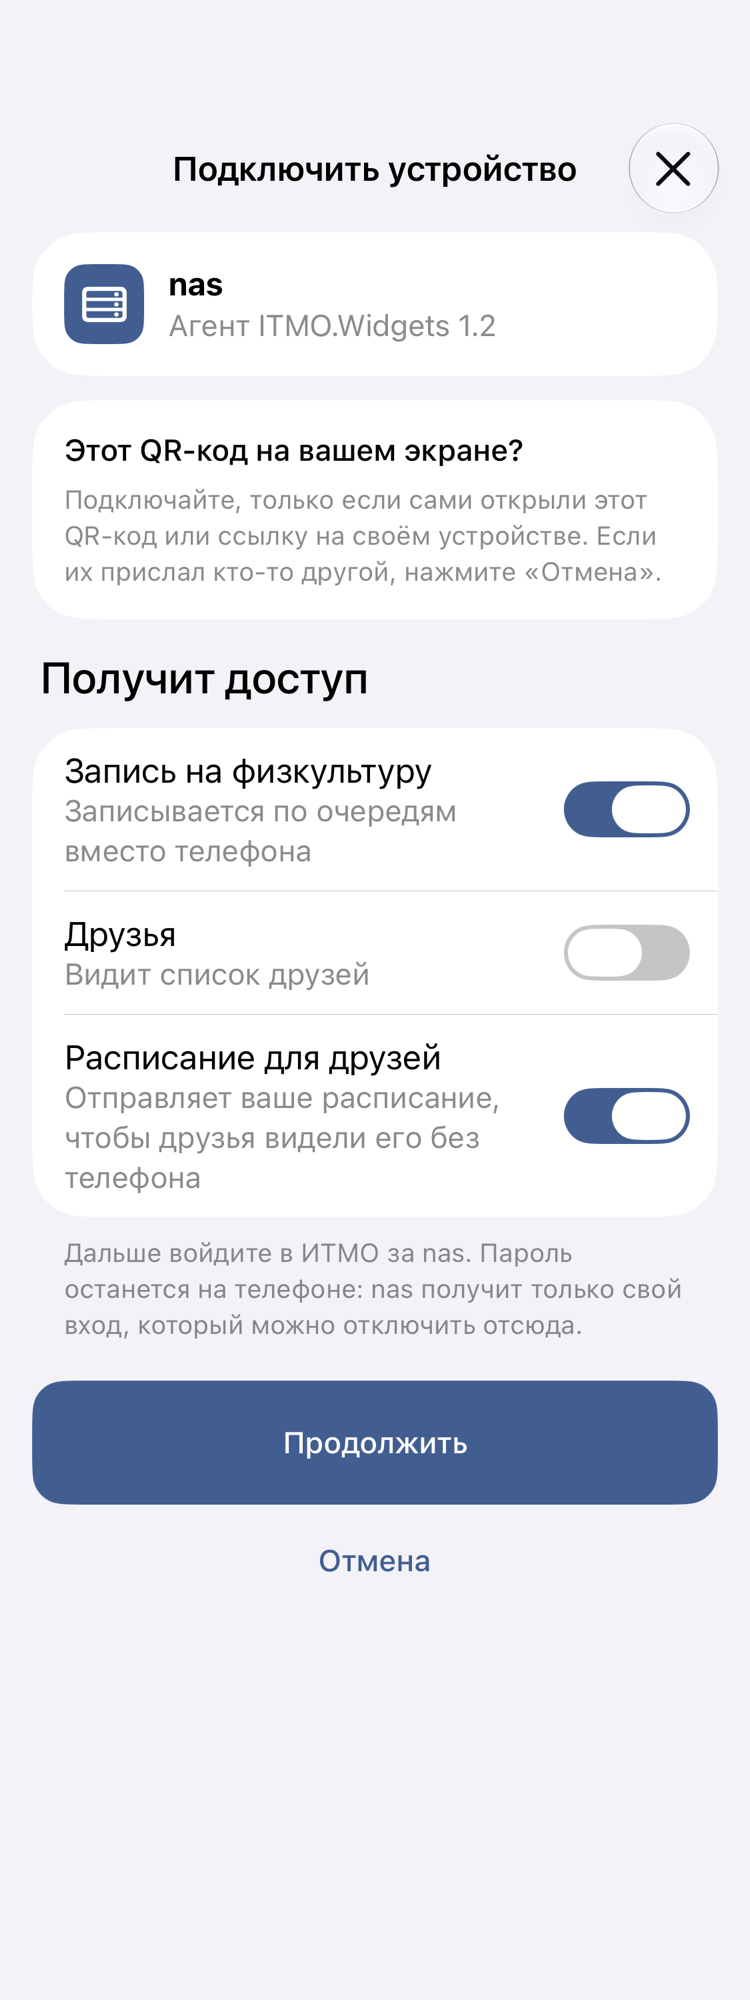 Подключить устройство
nas
Агент ITMO.Widgets 1.2
Этот QR-код на вашем экране?
Подключайте, только если сами открыли этот
QR-код или ссылку на своём устройстве. Если
их прислал кто-то другой, нажмите «Отмена».
Получит доступ
Запись на физкультуру
Записывается по очередям
вместо телефона
Друзья
Видит список друзей
Расписание для друзей
Отправляет ваше расписание,
чтобы друзья видели его без
телефона
Дальше войдите в ИТМО за nas. Пароль
останется на телефоне: nas получит только свой
вход, который можно отключить отсюда.
Продолжить
Отмена